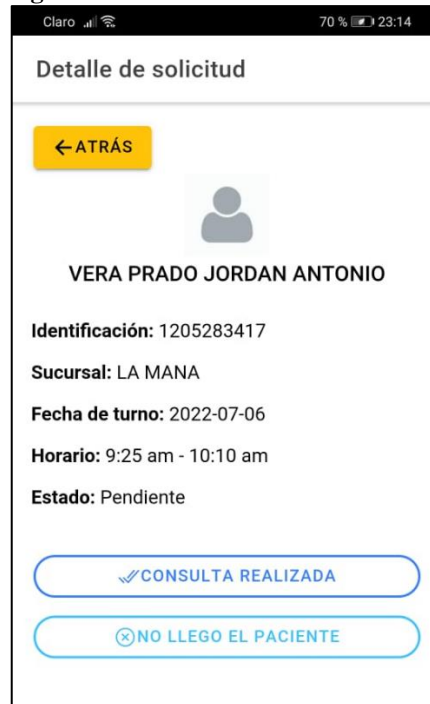 Claro 70 % 23:14
Detalle de solicitud
ATRÁS
VERA PRADO JORDAN ANTONIO
Identificación: 1205283417
Sucursal: LA MANA
Fecha de turno: 2022-07-06
Horario: 9:25 am - 10:10 am
Estado: Pendiente
CONSULTA REALIZADA
NO LLEGO EL PACIENTE